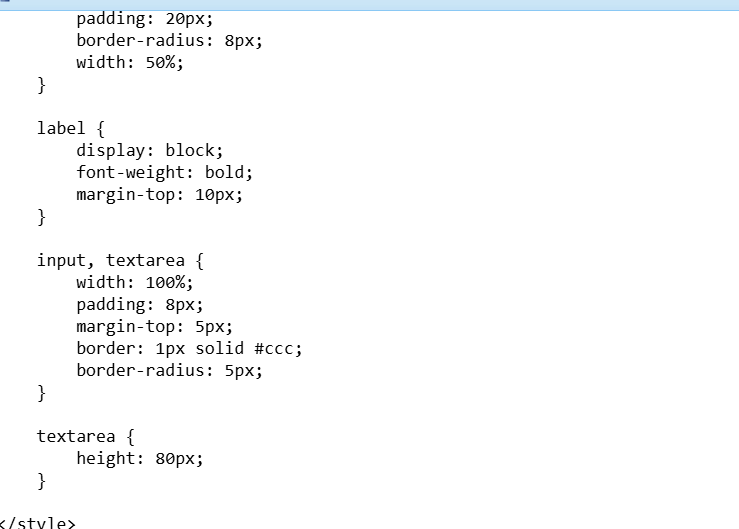 padding: 20px;
border-radius: 8px;
width: 50%;
}
label {
display: block;
font-weight: bold;
margin-top: 10px;
}
input, textarea {
width: 100%;
padding: 8px;
margin-top: 5px;
border: 1px solid #ccc;
border-radius: 5px;
}
textarea {
height: 80px;
}
</style>